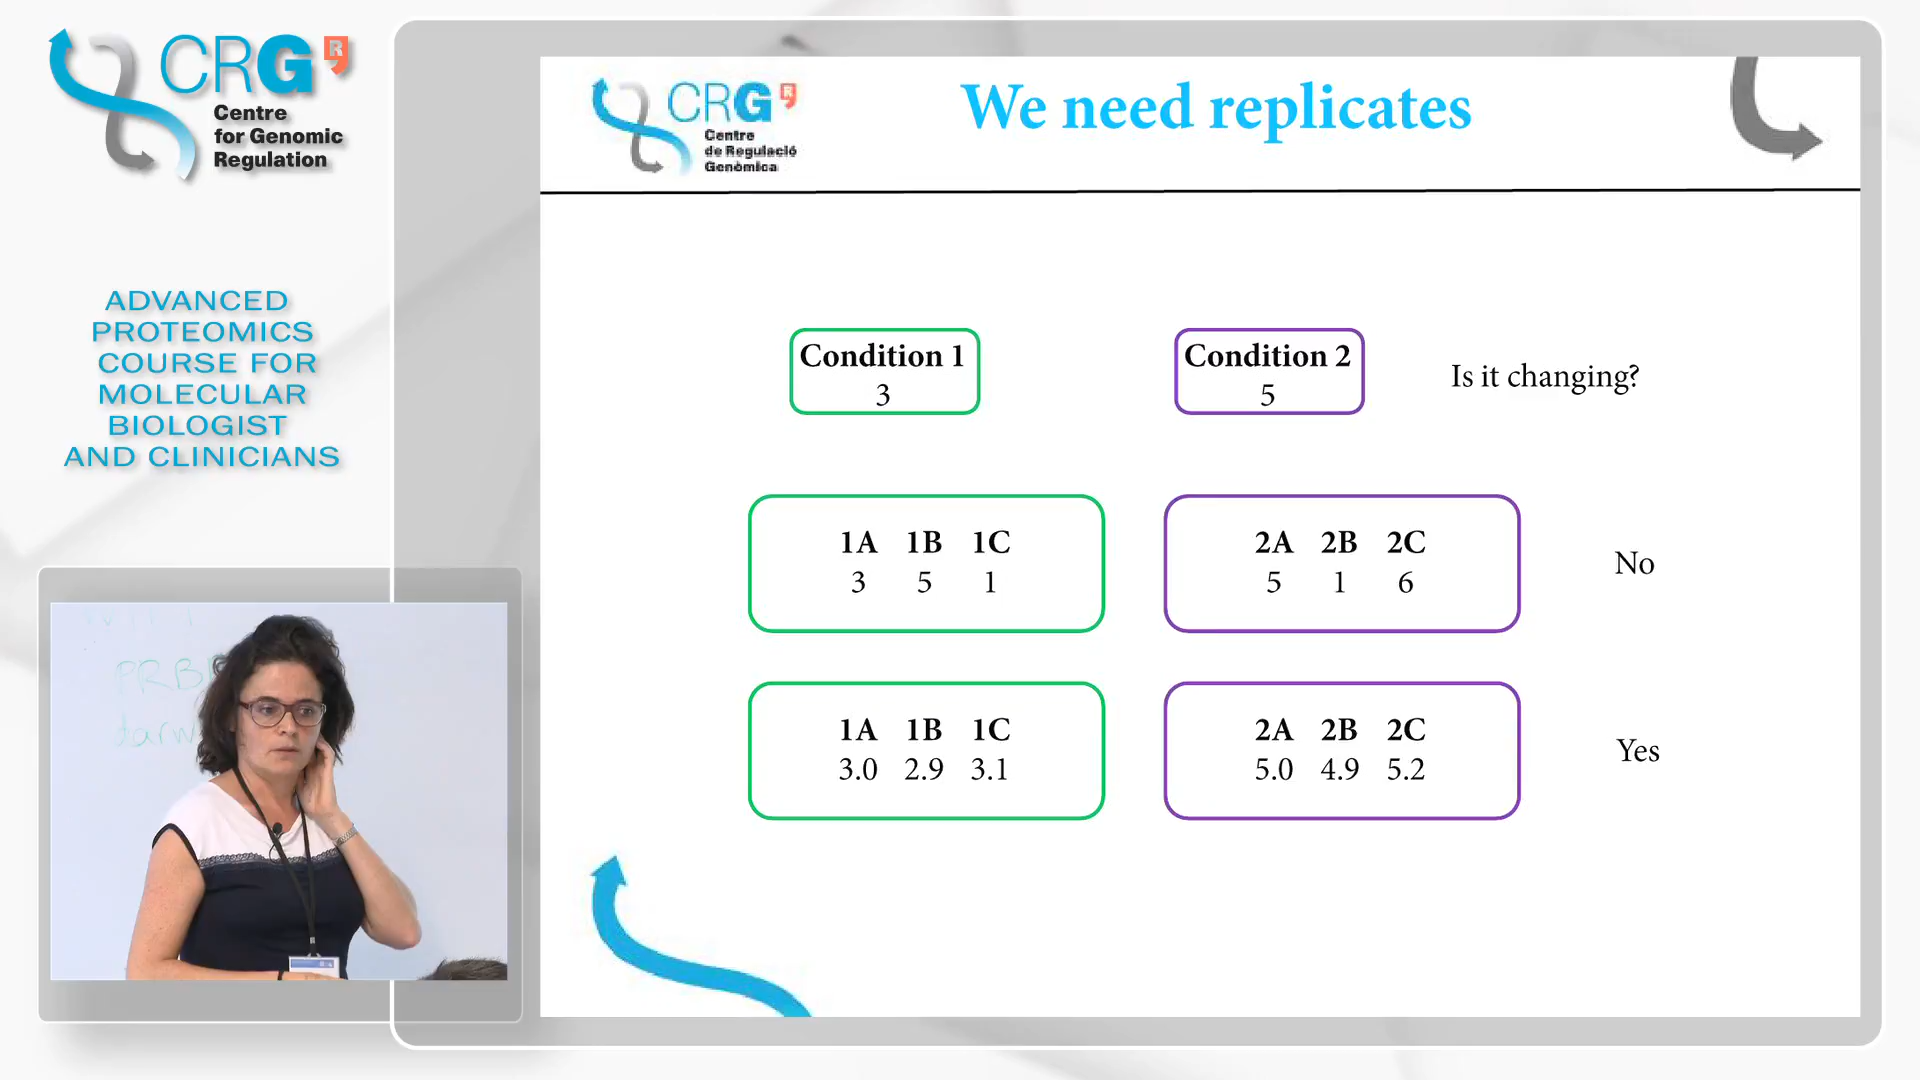 CRG
Centre
for Genomic
Regulation
ADVANCED
PROTEOMICS
COURSE FOR
MOLECULAR
BIOLOGIST
AND CLINICIANS
CRG
Centre
de Regulació
Genòmica
We need replicates
Condition 1
3
Condition 2
5
Is it changing?
1A 1B 1C
3 5 1
2A 2B 2C
5 1 6
No
1A 1B 1C
3.0 2.9 3.1
2A 2B 2C
5.0 4.9 5.2
Yes